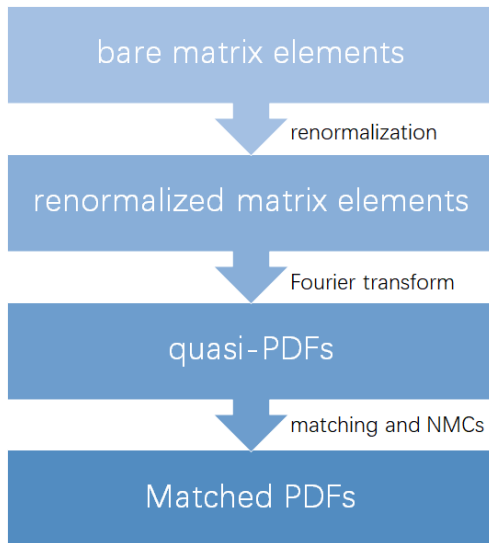 bare matrix elements
renormalization
renormalized matrix elements
Fourier transform
quasi-PDFs
matching and NMCs
Matched PDFs